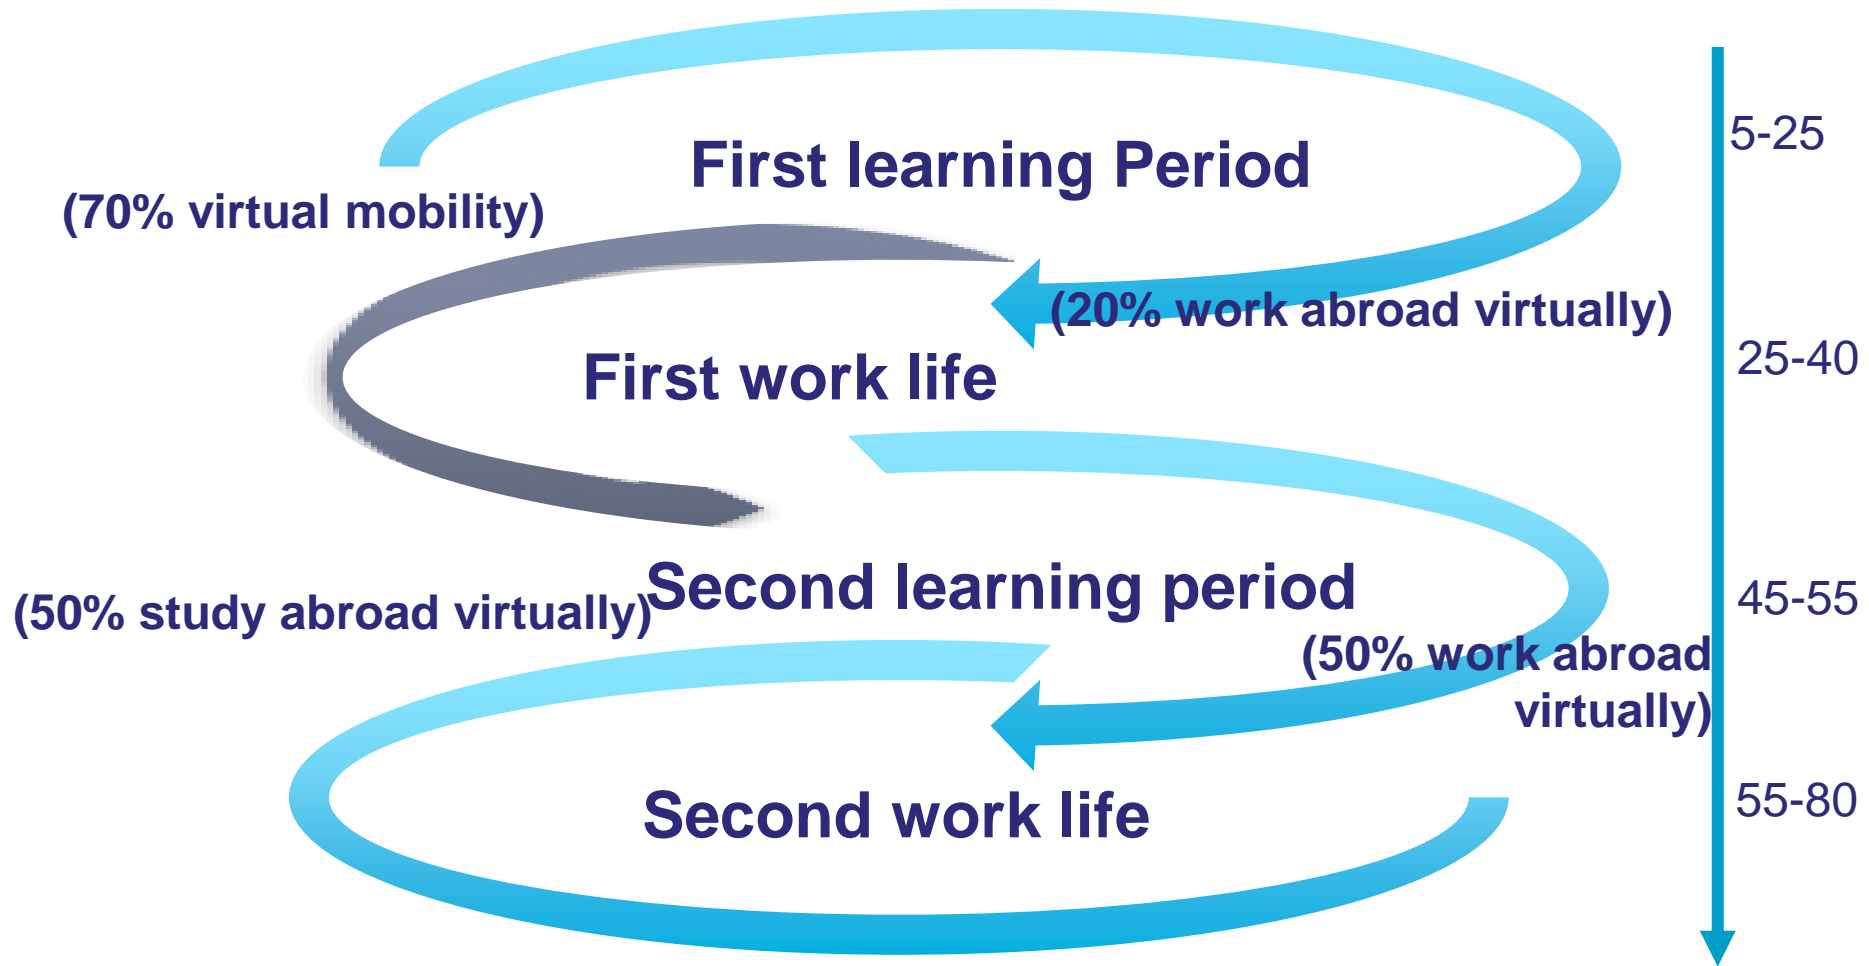 5-25
First learning Period
(70% virtual mobility)
(20% work abroad virtually)
25-40
First work life
Second learning period
45-55
(50% study abroad virtually)
(50% work abroad
virtually)
55-80
Second work life